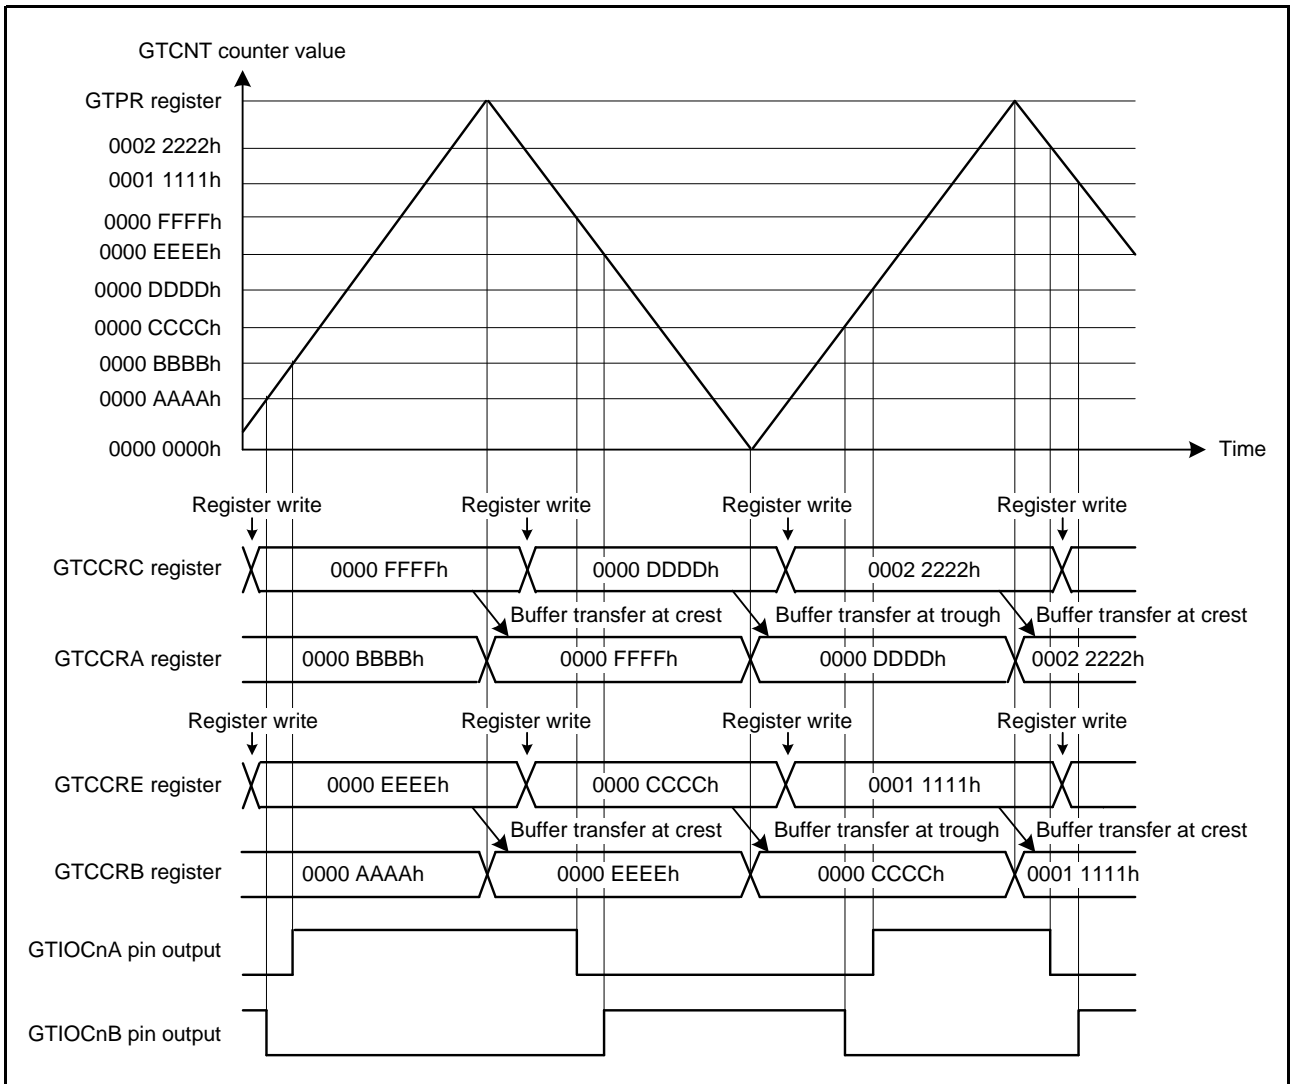 GTCNT counter value
GTPR register
0002 2222h
0001 1111h
0000 FFFFh
0000 EEEEh
0000 DDDDh
0000 CCCCh
0000 BBBBh
0000 AAAAh
0000 0000h
Time
Register write Register write Register write Register write
GTCCRC register 0000 FFFFh 0000 DDDDh 0002 2222h
Buffer transfer at crest Buffer transfer at trough Buffer transfer at crest
GTCCRA register 0000 BBBBh 0000 FFFFh 0000 DDDDh 0002 2222h
Register write Register write Register write Register write
GTCCRE register 0000 EEEEh 0000 CCCCh 0001 1111h
Buffer transfer at crest Buffer transfer at trough Buffer transfer at crest
GTCCRB register 0000 AAAAh 0000 EEEEh 0000 CCCCh 0001 1111h
GTIOCnA pin output
GTIOCnB pin output